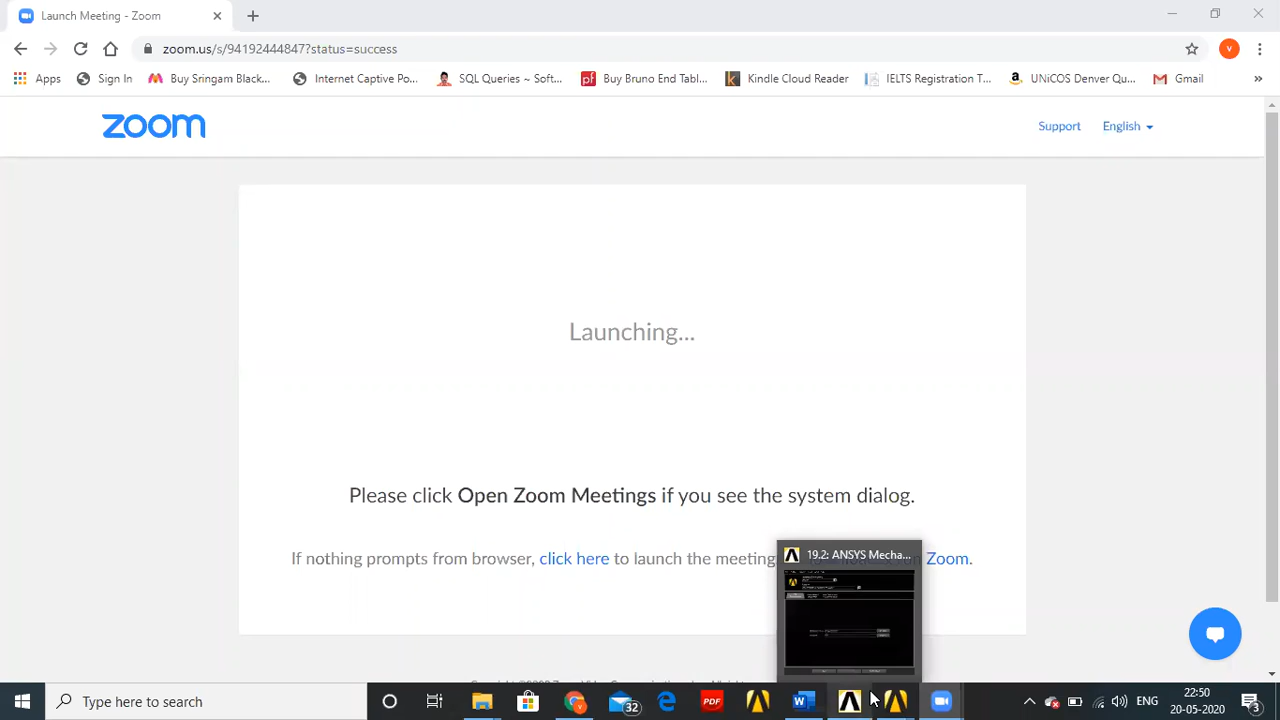 Launch Meeting - Zoom
zoom.us/s/94192444847?status=success
V
Apps Sign In Buy Sringam Black... Internet Captive Po... SQL Queries ~ Soft... Buy Bruno End Tabl... Kindle Cloud Reader IELTS Registration T... UNiCOS Denver Qu... Gmail »
zoom
Support English
Launching...
Please click Open Zoom Meetings if you see the system dialog.
If nothing prompts from browser, click here to launch the meeting Zoom.
19.2: ANSYS Mecha...
Type here to search
32
PDF
ENG
22:50
20-05-2020
3